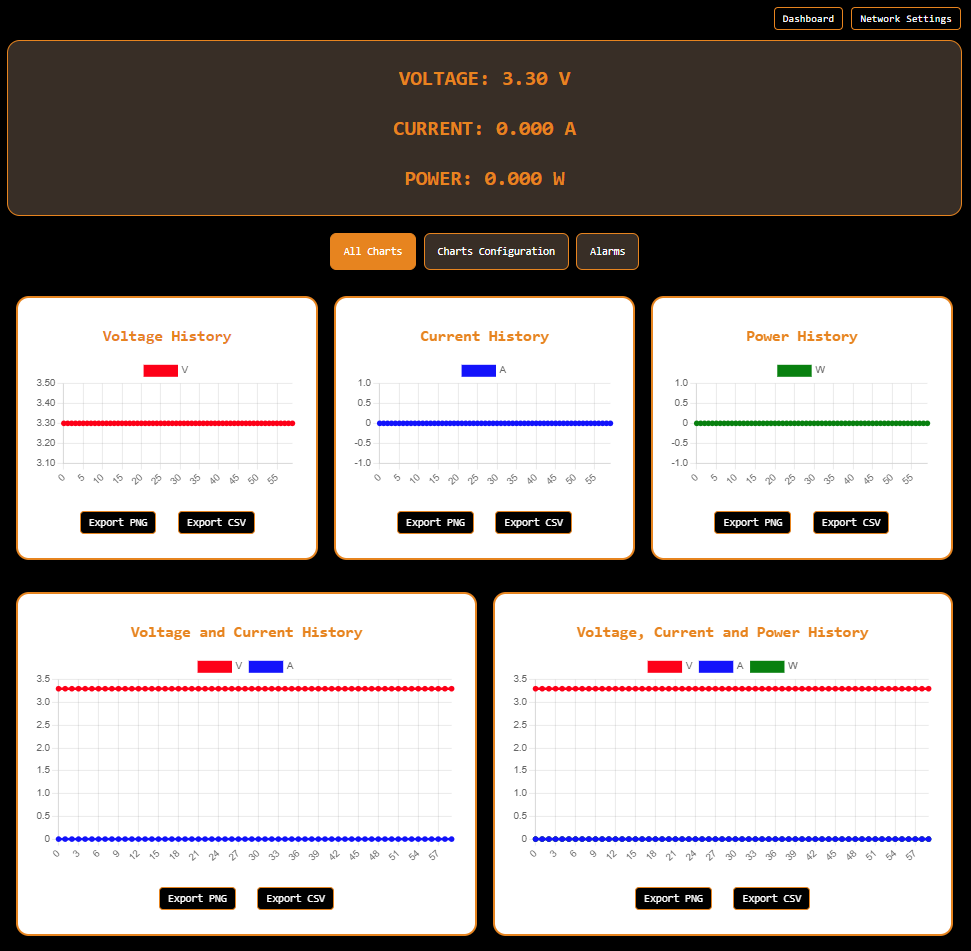 Dashboard Network Settings
VOLTAGE: 3.30 V
CURRENT: 0.000 A
POWER: 0.000 W
All Charts Charts Configuration Alarms
Voltage History
V
3.50
3.40
3.30
3.20
3.10
0 5 10 15 20 25 30 35 40 45 50 55
Export PNG Export CSV
Current History
A
1.0
0.5
0
-0.5
-1.0
0 5 10 15 20 25 30 35 40 45 50 55
Export PNG Export CSV
Power History
W
1.0
0.5
0
-0.5
-1.0
0 5 10 15 20 25 30 35 40 45 50 55
Export PNG Export CSV
Voltage and Current History
V A
3.5
3.0
2.5
2.0
1.5
1.0
0.5
0
0 3 6 9 12 15 18 21 24 27 30 33 36 39 42 45 48 51 54 57
Export PNG Export CSV
Voltage, Current and Power History
V A W
3.5
3.0
2.5
2.0
1.5
1.0
0.5
0
0 3 6 9 12 15 18 21 24 27 30 33 36 39 42 45 48 51 54 57
Export PNG Export CSV